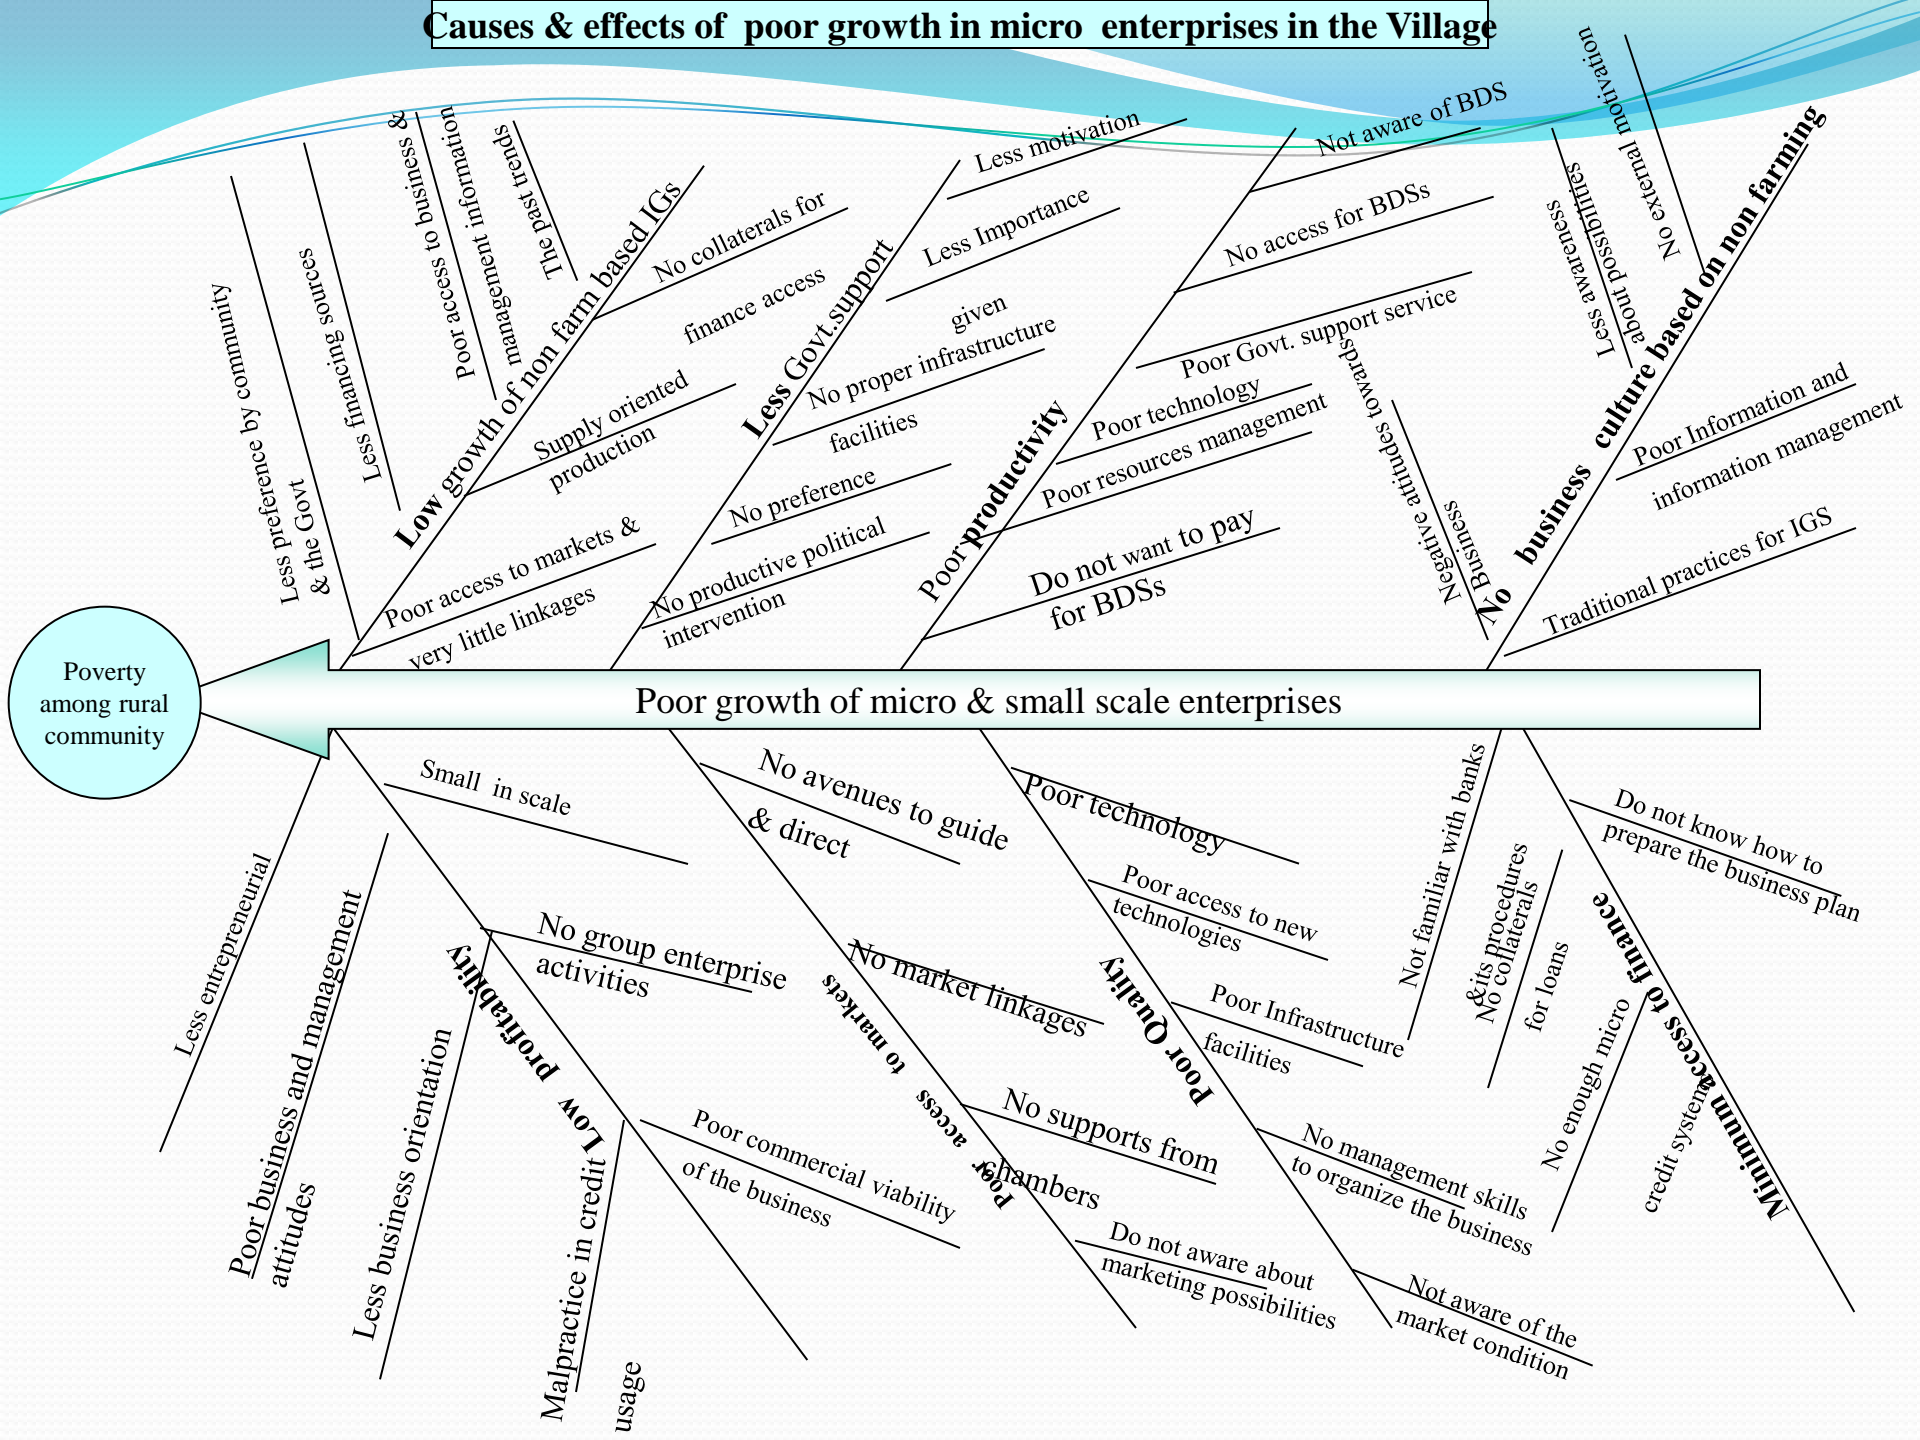 Causes & effects of poor growth in micro enterprises in the Village
Less preference by community
& the Govt
Less financing sources
Poor access to business &
management information
The past trends
Low growth of non farm based IGs
No collaterals for
finance access
Supply oriented
production
Poor access to markets &
very little linkages
Less Govt.support
Less motivation
Less Importance
given
No proper infrastructure
facilities
No preference
No productive political
intervention
Poor productivity
Not aware of BDS
No access for BDSs
Poor Govt. support service
Poor technology
Poor resources management
Do not want to pay
for BDSs
Negative attitudes towards
Business
Less awareness
about possibilities
No external motivation
No business culture based on non farming
Poor Information and
information management
Traditional practices for IGS
Poverty
among rural
community
Poor growth of micro & small scale enterprises
Less entrepreneurial
Poor business and management
attitudes
Less business orientation
Malpractice in credit
usage
Low profitability
Small in scale
No group enterprise
activities
Poor commercial viability
of the business
Poor access to markets
No avenues to guide
& direct
No market linkages
No supports from
chambers
Do not aware about
marketing possibilities
Poor Quality
Poor technology
Poor access to new
technologies
Poor Infrastructure
facilities
No management skills
to organize the business
Not aware of the
market condition
Not familiar with banks
&its procedures
No collaterals
for loans
No enough micro
credit systems
Minimum access to finance
Do not know how to
prepare the business plan